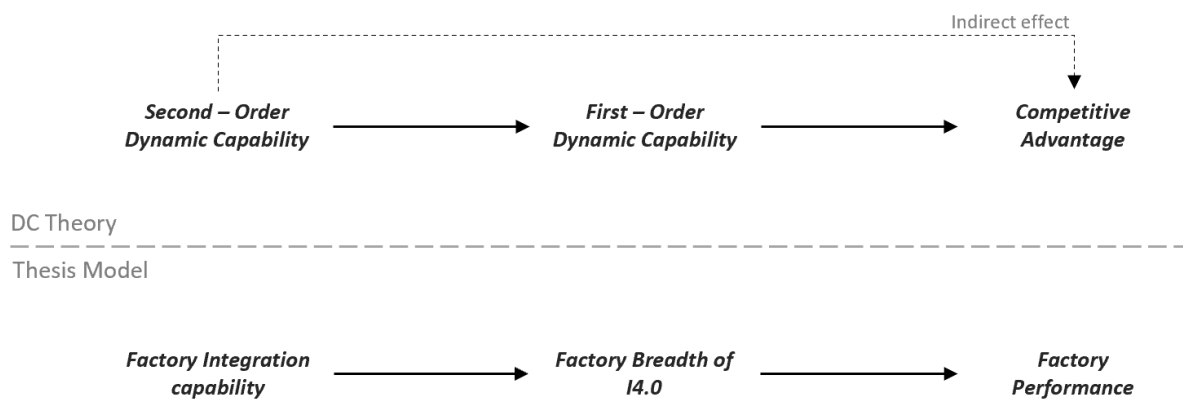 Indirect effect
Second – Order
Dynamic Capability
First – Order
Dynamic Capability
Competitive
Advantage
DC Theory
Thesis Model
Factory Integration
capability
Factory Breadth of
I4.0
Factory
Performance